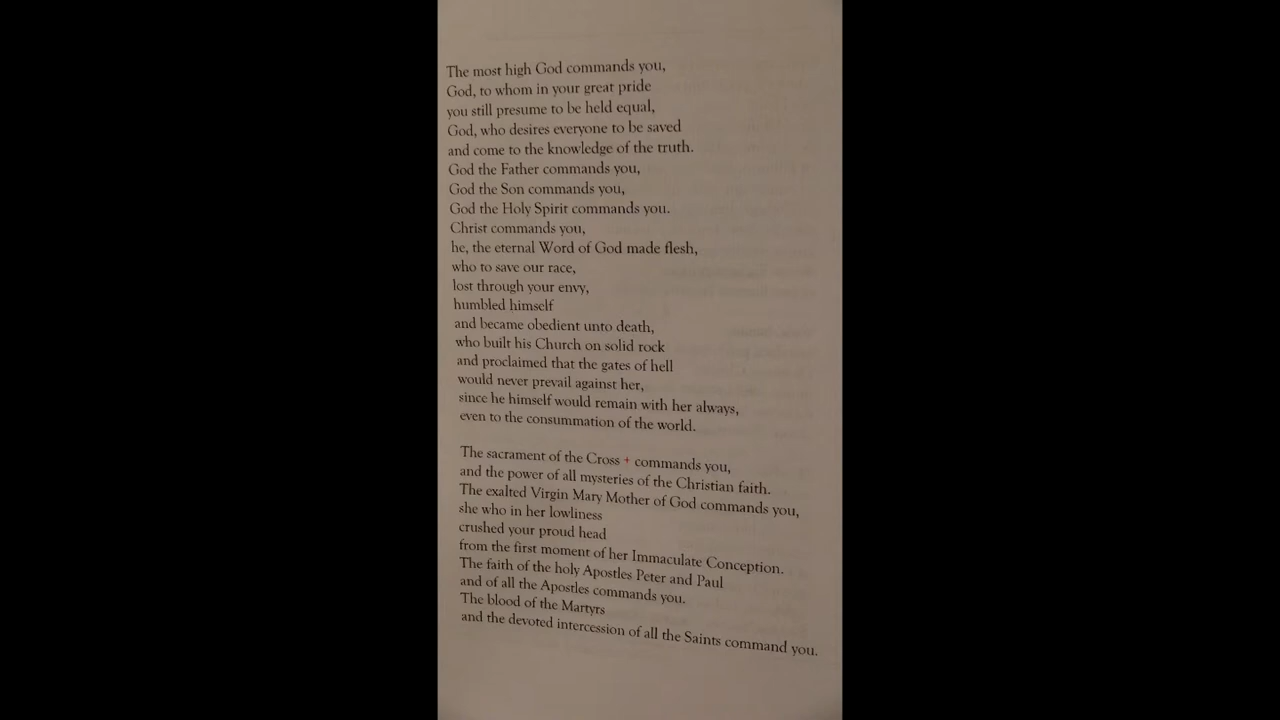 The most high God commands you,
God, to whom in your great pride
you still presume to be held equal,
God, who desires everyone to be saved
and come to the knowledge of the truth.
God the Father commands you,
God the Son commands you,
God the Holy Spirit commands you.
Christ commands you,
he, the eternal Word of God made flesh,
who to save our race,
lost through your envy,
humbled himself
and became obedient unto death,
who built his Church on solid rock
and proclaimed that the gates of hell
would never prevail against her,
since he himself would remain with her always,
even to the consummation of the world.
The sacrament of the Cross + commands you,
and the power of all mysteries of the Christian faith.
The exalted Virgin Mary Mother of God commands you,
she who in her lowliness
crushed your proud head
from the first moment of her Immaculate Conception.
The faith of the holy Apostles Peter and Paul
and of all the Apostles commands you.
The blood of the Martyrs
and the devoted intercession of all the Saints command you.